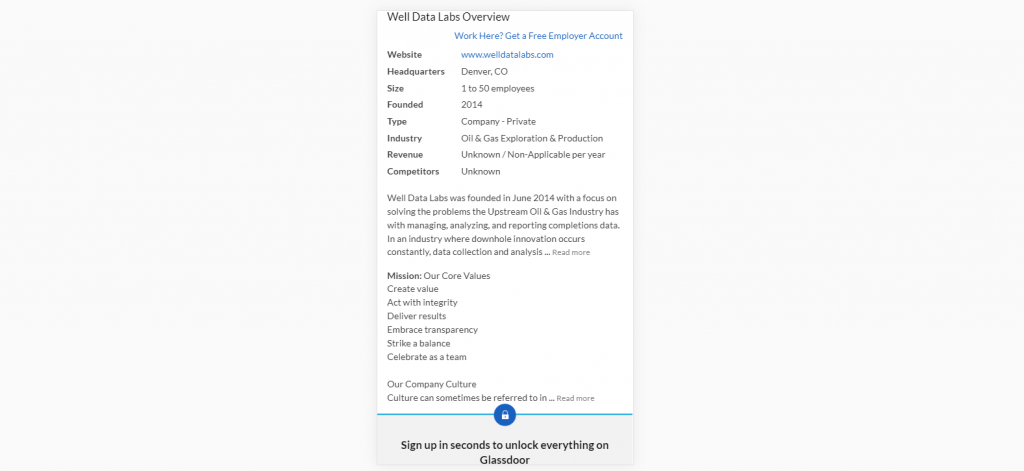 Well Data Labs Overview
Work Here? Get a Free Employer Account
Website www.welldatalabs.com
Headquarters Denver, CO
Size 1 to 50 employees
Founded 2014
Type Company - Private
Industry Oil & Gas Exploration & Production
Revenue Unknown / Non-Applicable per year
Competitors Unknown
Well Data Labs was founded in June 2014 with a focus on
solving the problems the Upstream Oil & Gas Industry has
with managing, analyzing, and reporting completions data.
In an industry where downhole innovation occurs
constantly, data collection and analysis ... Read more
Mission: Our Core Values
Create value
Act with integrity
Deliver results
Embrace transparency
Strike a balance
Celebrate as a team
Our Company Culture
Culture can sometimes be referred to in ... Read more
Sign up in seconds to unlock everything on
Glassdoor